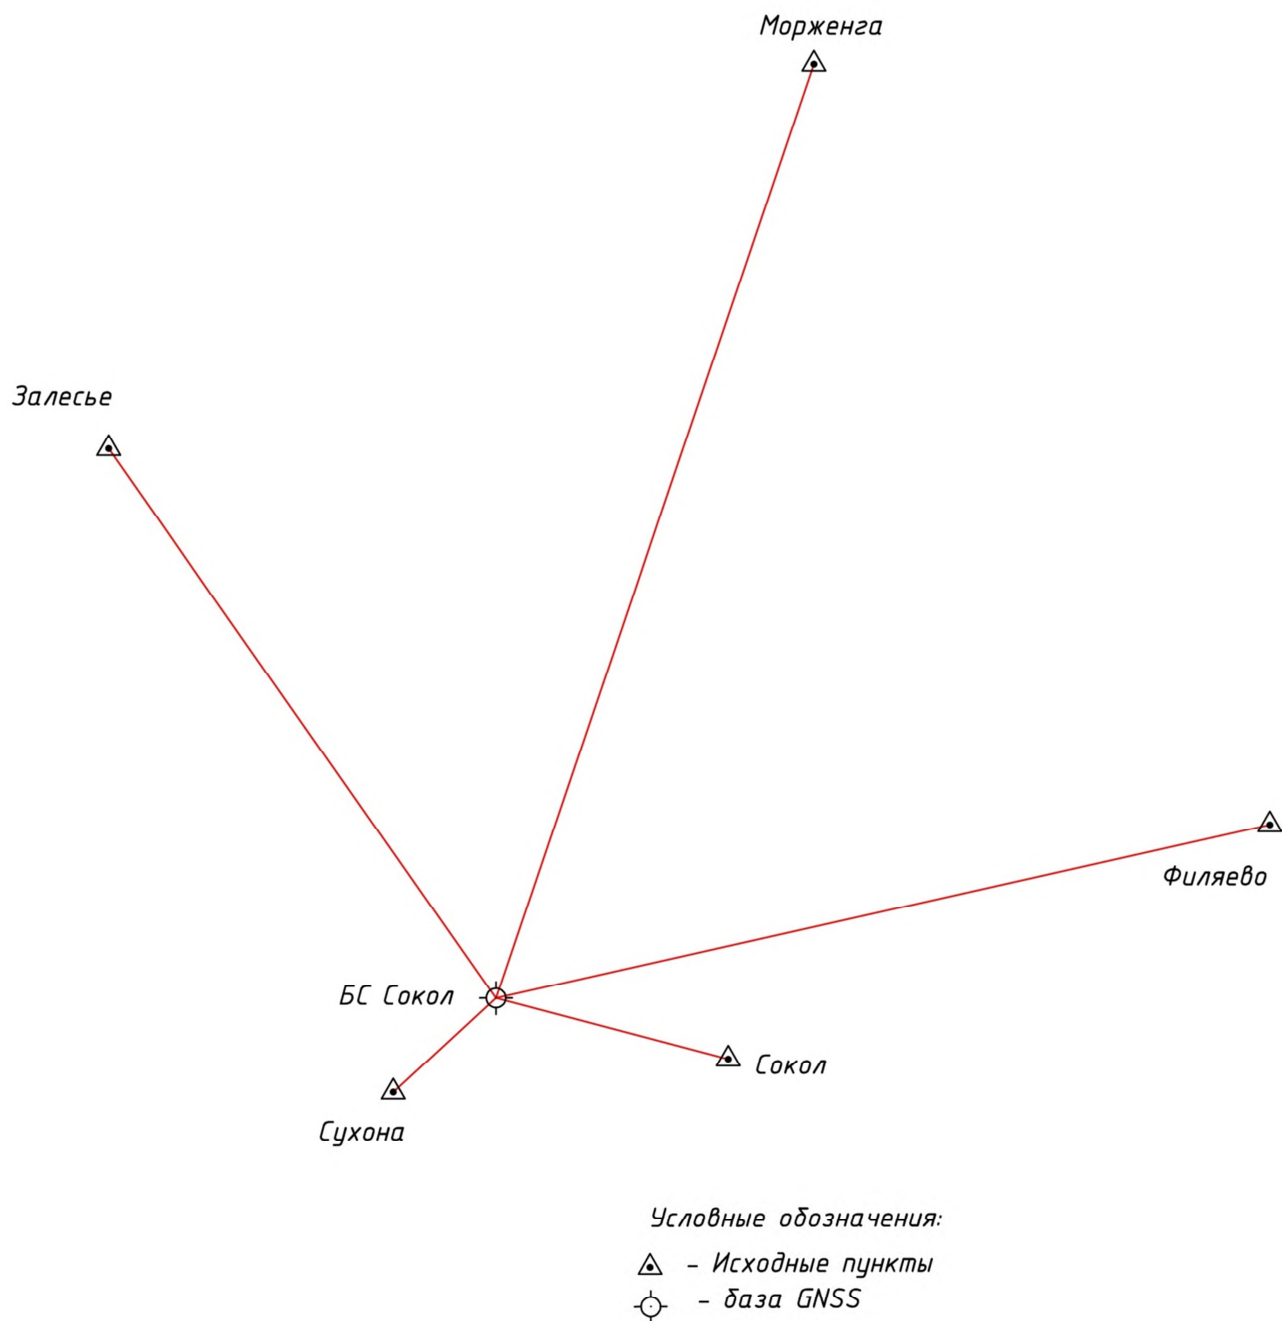 Морженга
Залесье
Филяево
БС Сокол
Сокол
Сухона
Условные обозначения:
- Исходные пункты
- база GNSS